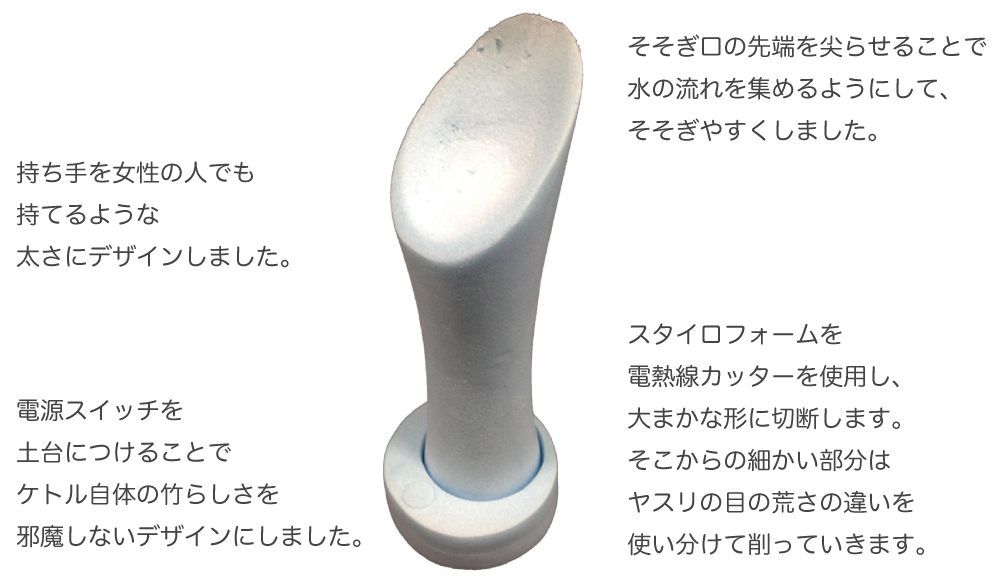 そそぎ口の先端を尖らせることで
水の流れを集めるようにして、
そそぎやすくしました。
持ち手を女性の人でも
持てるような
太さにデザインしました。
スタイロフォームを
電熱線カッターを使用し、
大まかな形に切断します。
そこからの細かい部分は
ヤスリの目の荒さの違いを
使い分けて削っていきます。
電源スイッチを
土台につけることで
ケトル自体の竹らしさを
邪魔しないデザインにしました。